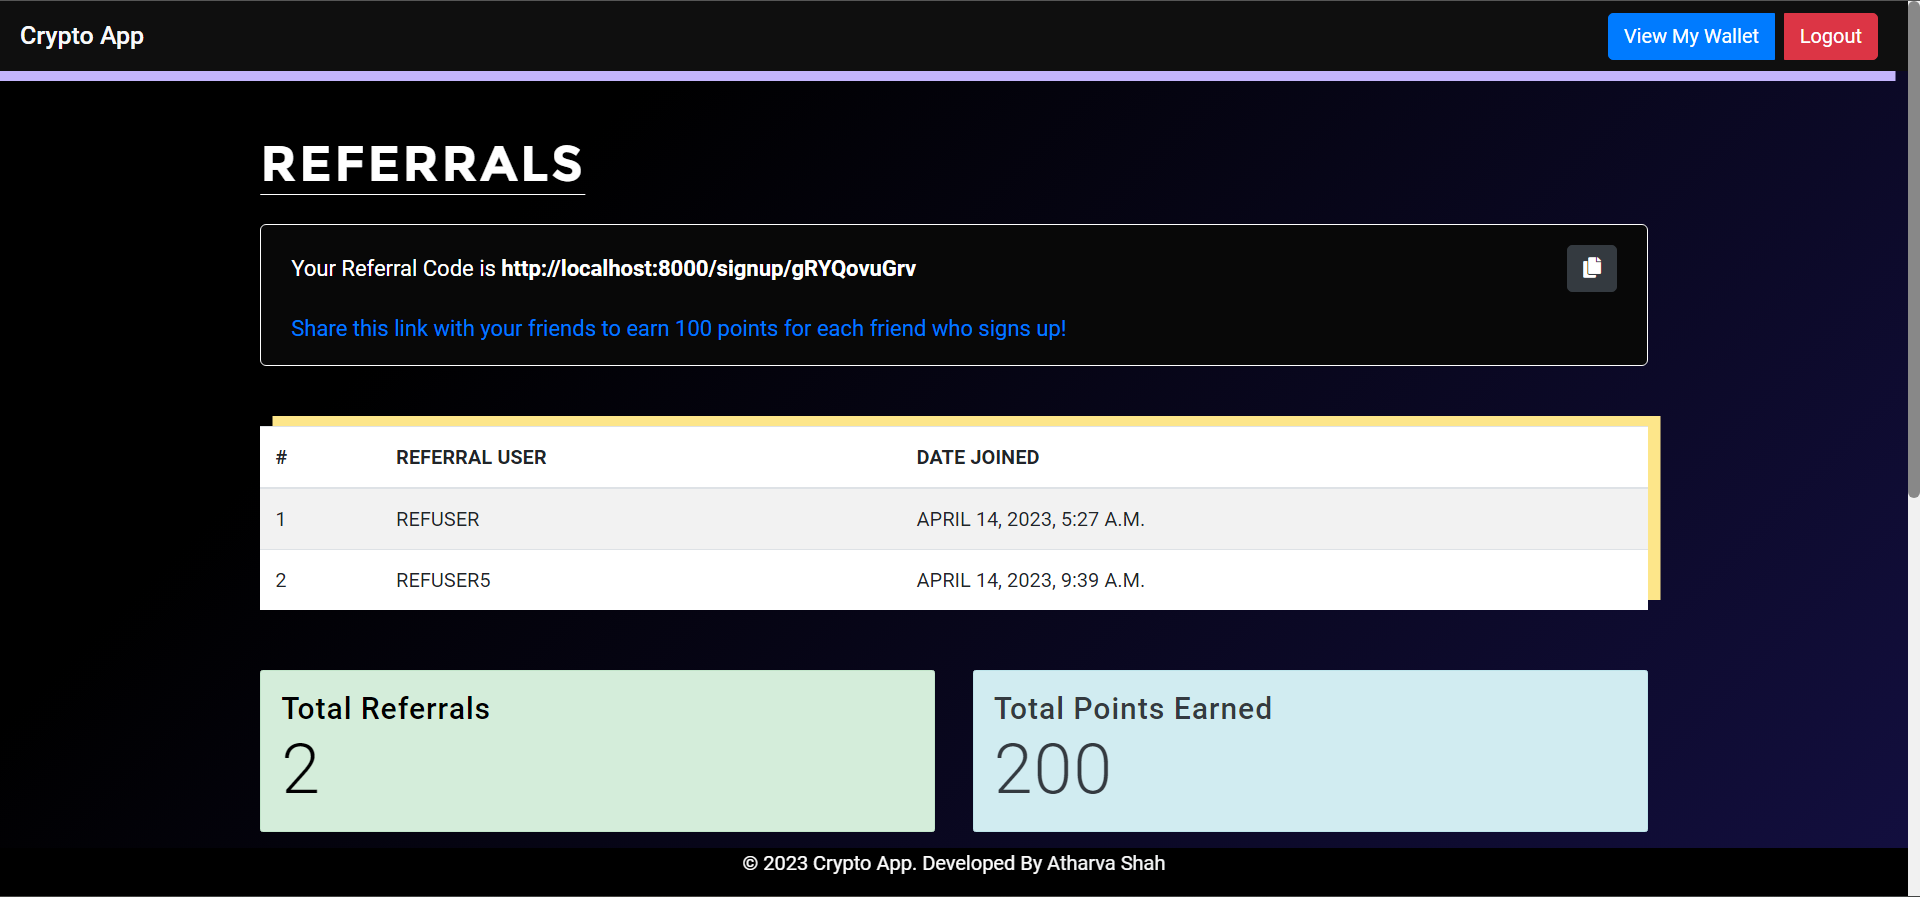 Crypto App
View My Wallet
Logout
REFERRALS
Your Referral Code is http://localhost:8000/signup/gRYQovuGrv
Share this link with your friends to earn 100 points for each friend who signs up!
# REFERRAL USER DATE JOINED
1 REFUSER APRIL 14, 2023, 5:27 A.M.
2 REFUSER5 APRIL 14, 2023, 9:39 A.M.
Total Referrals
2
Total Points Earned
200
© 2023 Crypto App. Developed By Atharva Shah